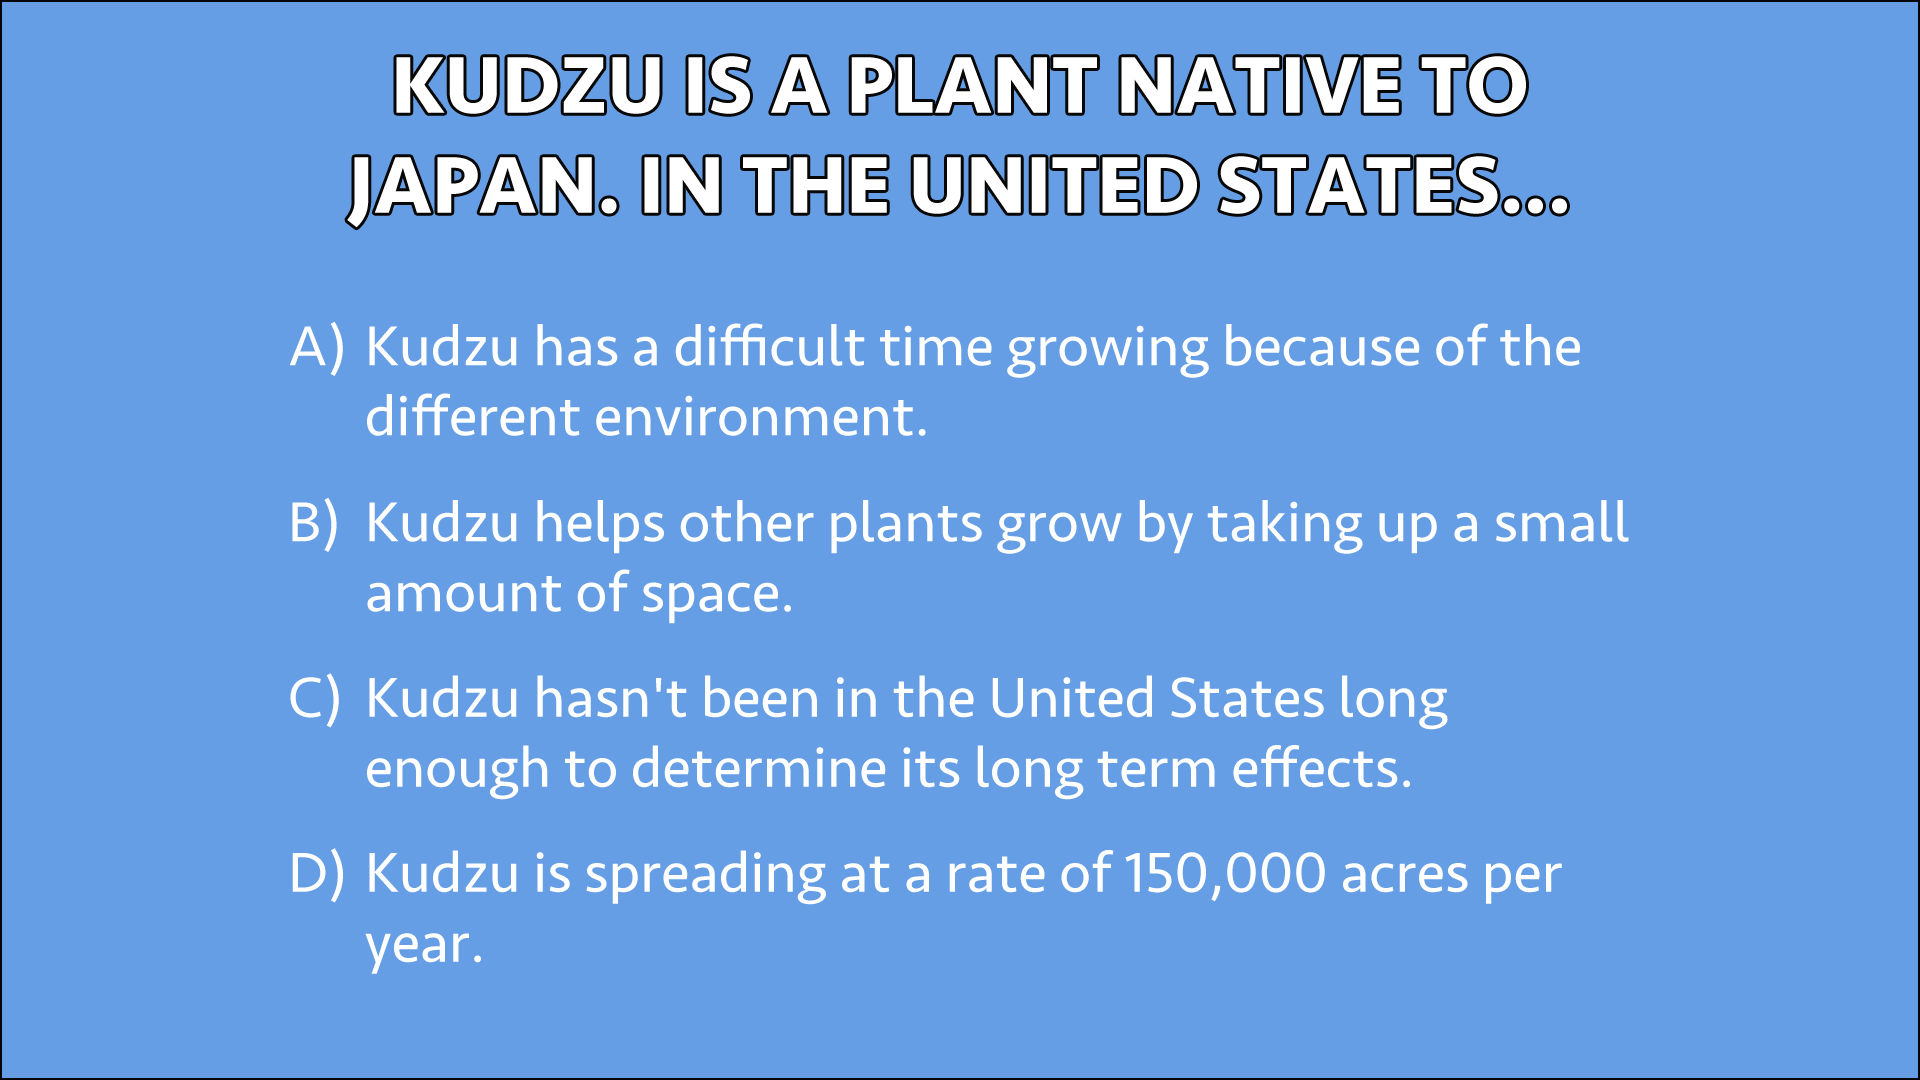 KUDZU IS A PLANT NATIVE TO
JAPAN. IN THE UNITED STATES...
A) Kudzu has a difficult time growing because of the
different environment.
B) Kudzu helps other plants grow by taking up a small
amount of space.
C) Kudzu hasn't been in the United States long
enough to determine its long term effects.
D) Kudzu is spreading at a rate of 150,000 acres per
year.